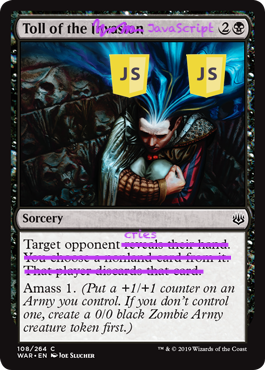 Toll of the Invasion JavaScript 2
JS JS
Sorcery
cries
Target opponent reveals their hand.
You choose a nonland card from it.
That player discards that card.
Amass 1. (Put a +1/+1 counter on an
Army you control. If you don't control
one, create a 0/0 black Zombie Army
creature token first.)
108/264 C
WAR • EN Joe Slucher
™ & © 2019 Wizards of the Coast